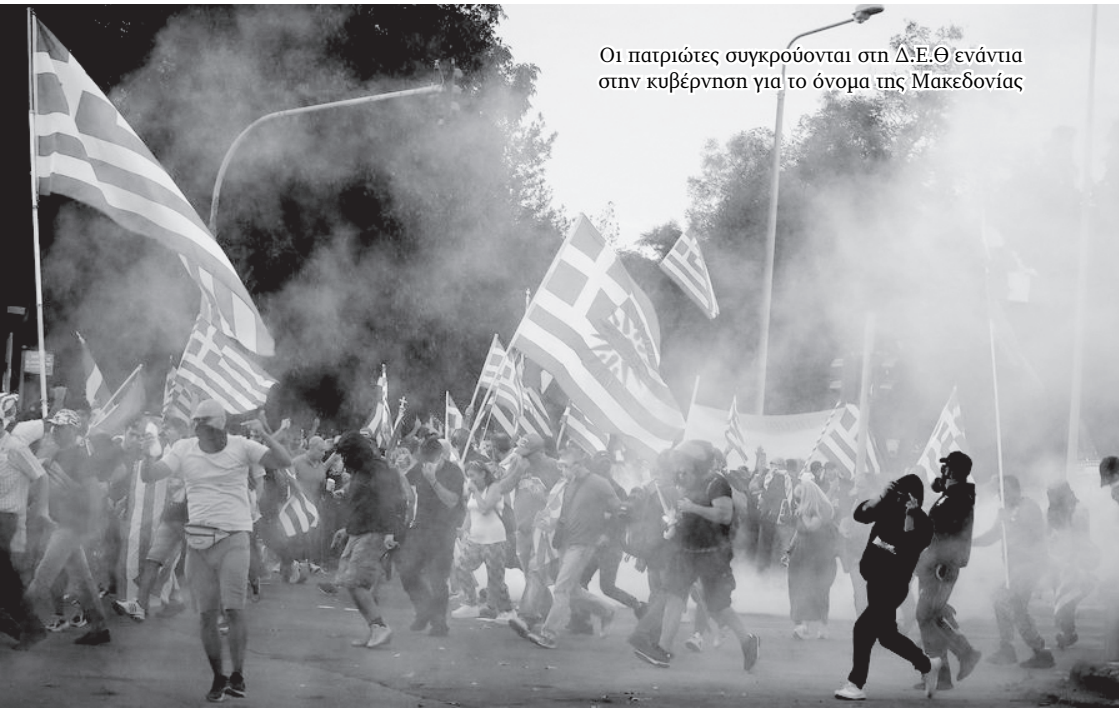 Οι πατριώτες συγκρούονται στη Δ.Ε.Θ ενάντια
στην κυβέρνηση για το όνομα της Μακεδονίας